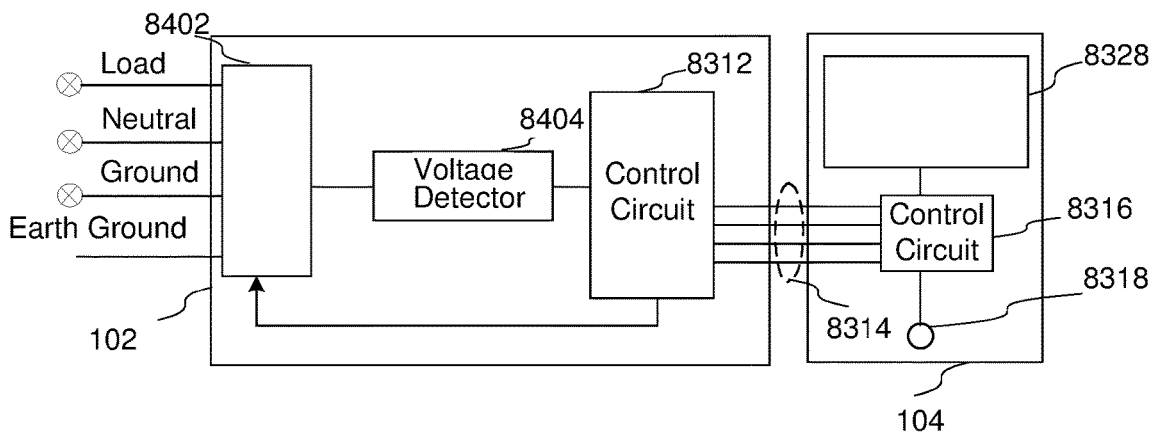 8402
8312
8328
Load
Neutral
8404
Ground
Voltage
Detector
Control
Circuit
Control
Circuit
8316
Earth Ground
8318
102
8314
104